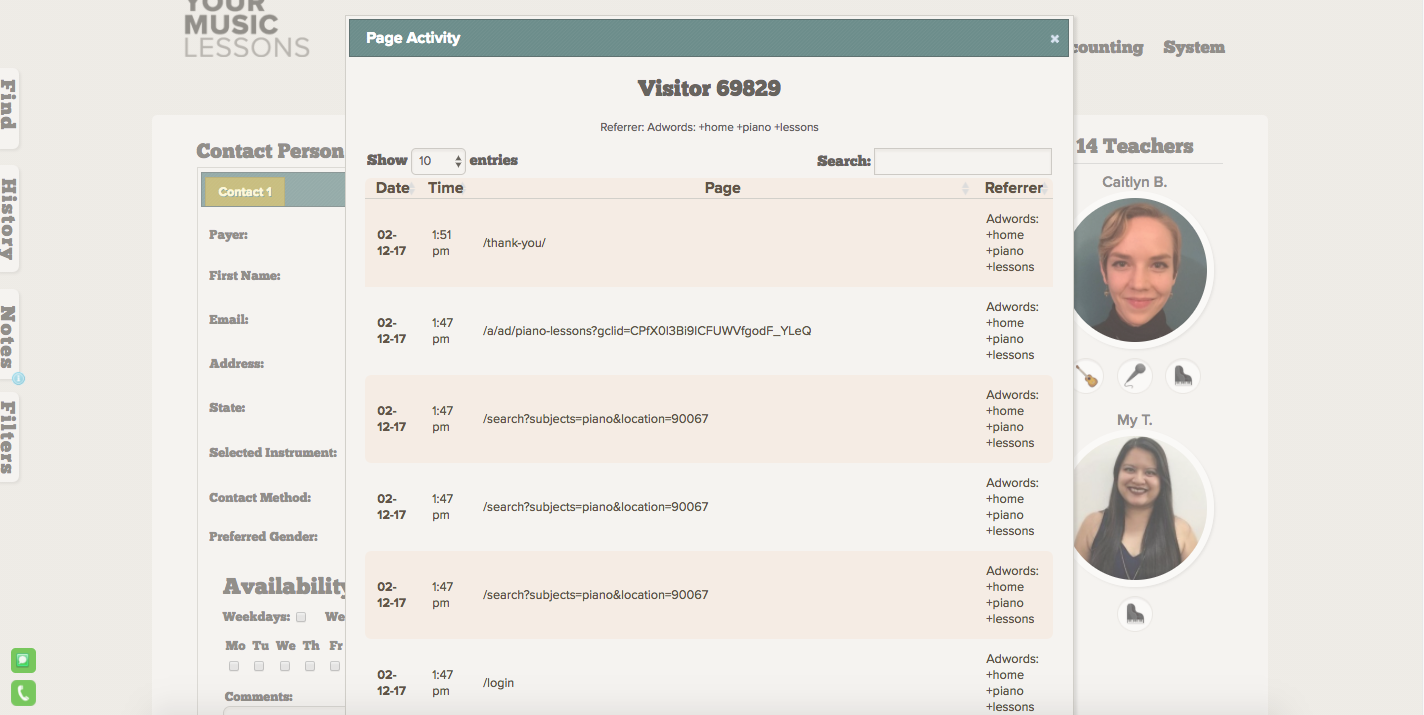 YOUR
MUSIC
LESSONS
counting System
Find
History
Notes
Filters
Page Activity
×
Visitor 69829
Referrer: Adwords: +home +piano +lessons
Show 10 entries
Search:
Date Time Page Referrer
02-
12-17
1:51
pm
/thank-you/
Adwords:
+home
+piano
+lessons
02-
12-17
1:47
pm
/a/ad/piano-lessons?gclid=CPfX0I3Bi9ICFUWVfgodF_YLeQ
Adwords:
+home
+piano
+lessons
02-
12-17
1:47
pm
/search?subjects=piano&location=90067
Adwords:
+home
+piano
+lessons
02-
12-17
1:47
pm
/search?subjects=piano&location=90067
Adwords:
+home
+piano
+lessons
02-
12-17
1:47
pm
/search?subjects=piano&location=90067
Adwords:
+home
+piano
+lessons
02-
12-17
1:47
pm
/login
Adwords:
+home
+piano
+lessons
Contact Person
Contact 1
Payer:
First Name:
Email:
Address:
State:
Selected Instrument:
Contact Method:
Preferred Gender:
Availability
Weekdays: We
Mo Tu We Th Fr
Comments:
14 Teachers
Caitlyn B.
My T.